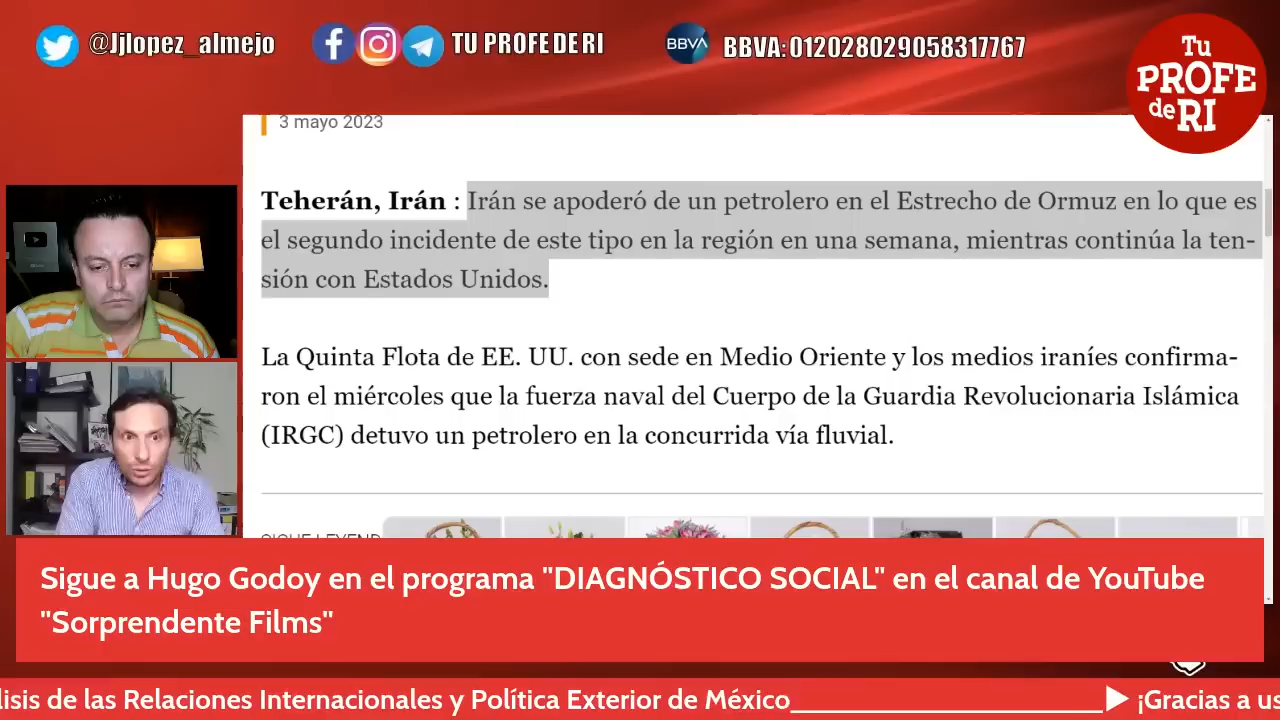 @Jjlopez_almejo
TU PROFE DE RI
BBVA
BBVA: 012028029058317767
Tu
PROFE
de RI
3 mayo 2023
Teherán, Irán : Irán se apoderó de un petrolero en el Estrecho de Ormuz en lo que es
el segundo incidente de este tipo en la región en una semana, mientras continúa la ten-
sión con Estados Unidos.
La Quinta Flota de EE. UU. con sede en Medio Oriente y los medios iraníes confirma-
ron el miércoles que la fuerza naval del Cuerpo de la Guardia Revolucionaria Islámica
(IRGC) detuvo un petrolero en la concurrida vía fluvial.
Sigue a Hugo Godoy en el programa "DIAGNÓSTICO SOCIAL" en el canal de YouTube
"Sorprendente Films"
lisis de las Relaciones Internacionales y Política Exterior de México ¡Gracias a us